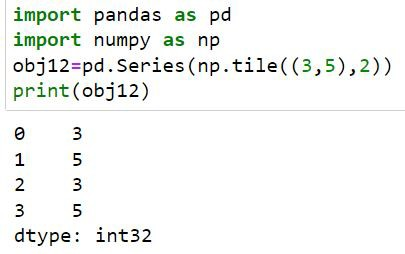 import pandas as pd
import numpy as np
obj12=pd.Series(np.tile((3,5),2))
print(obj12)
0    3
1    5
2    3
3    5
dtype: int32